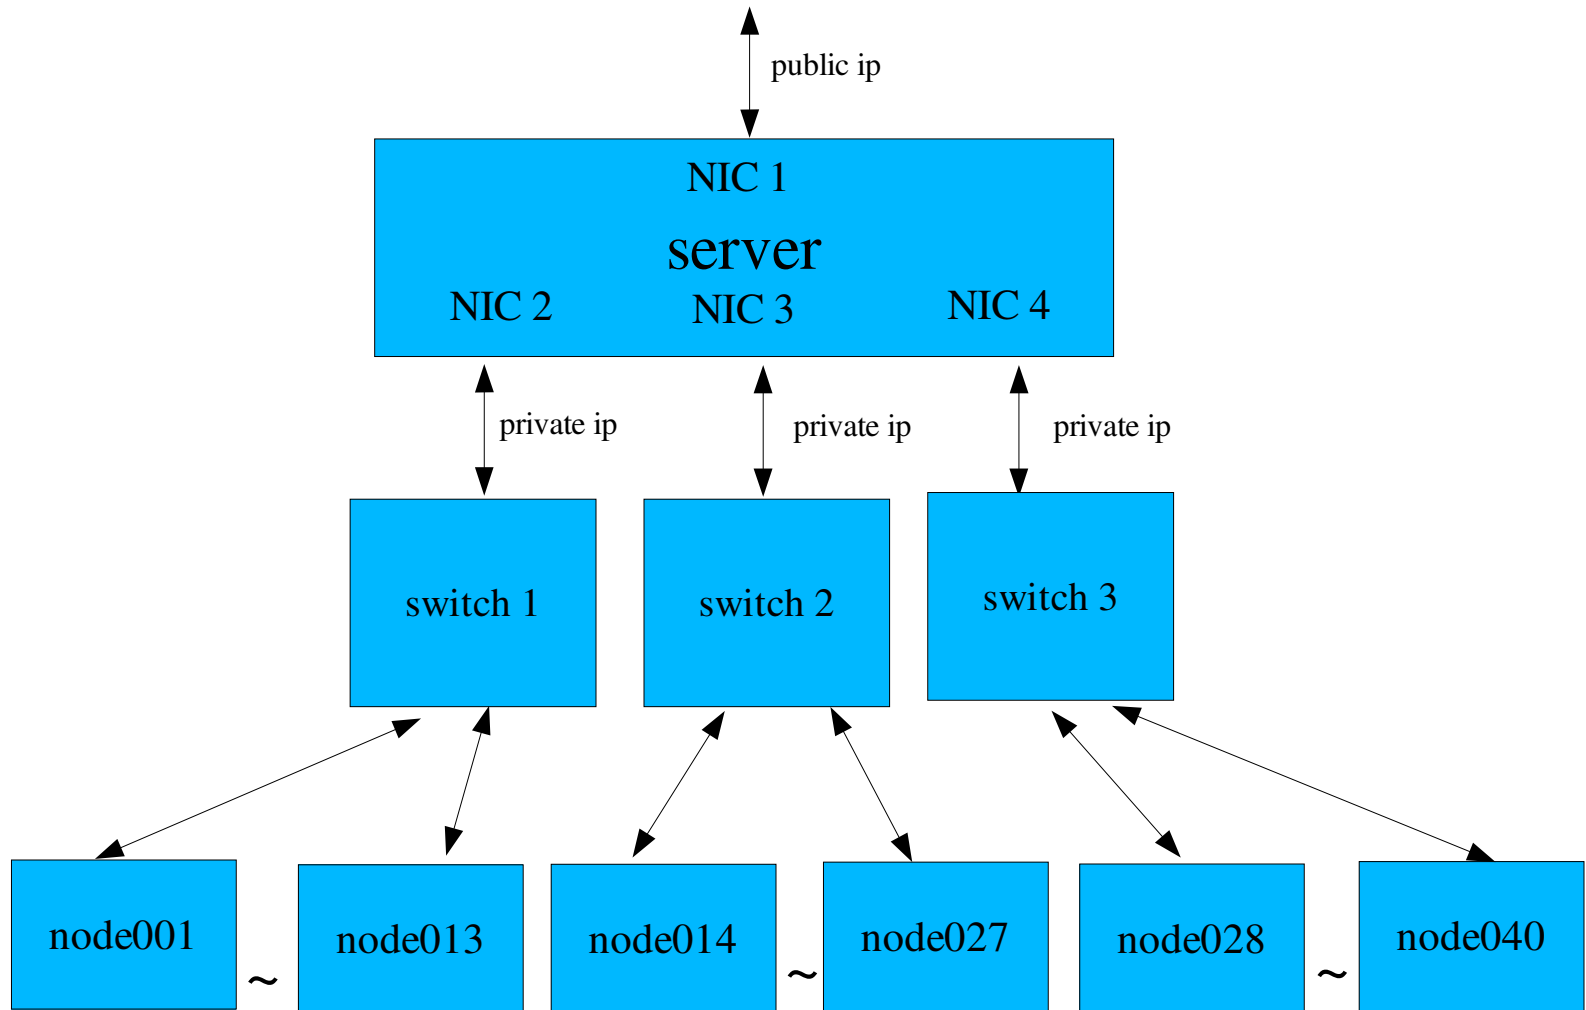 public ip
NIC 1
server
NIC 2
NIC 3
NIC 4
private ip
private ip
private ip
switch 1
switch 2
switch 3
node001
~
node013
node014
~
node027
node028
~
node040